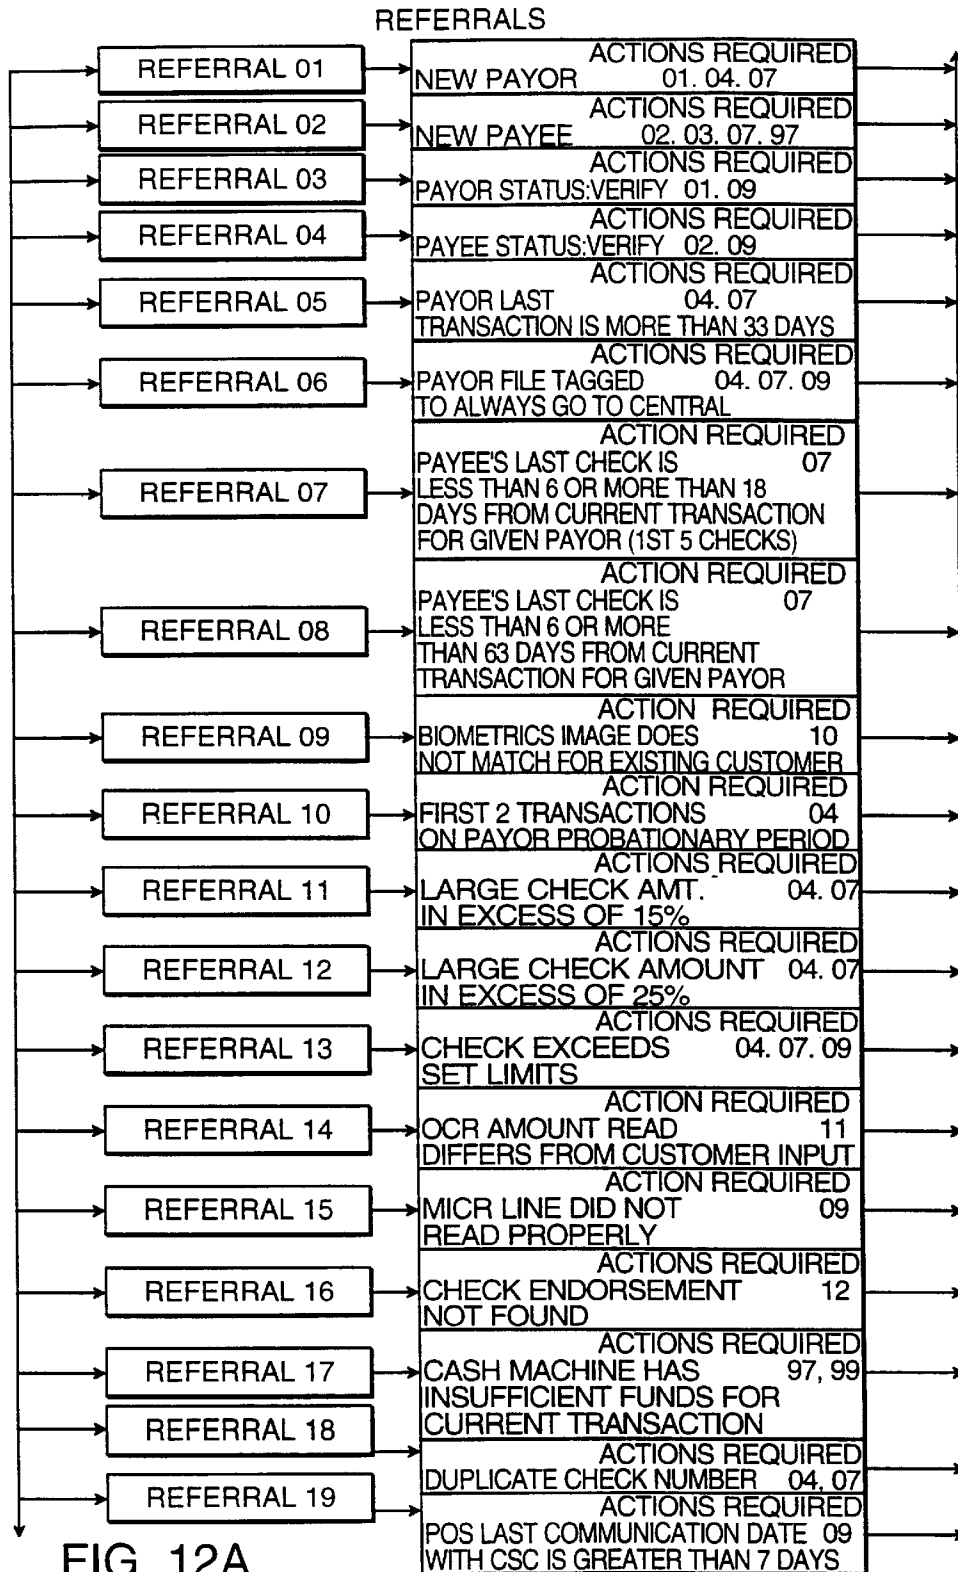 REFERRALS
REFERRAL 01
ACTIONS REQUIRED
NEW PAYOR 01. 04. 07
REFERRAL 02
ACTIONS REQUIRED
NEW PAYEE 02. 03. 07. 97
REFERRAL 03
ACTIONS REQUIRED
PAYOR STATUS:VERIFY 01. 09
REFERRAL 04
ACTIONS REQUIRED
PAYEE STATUS:VERIFY 02. 09
REFERRAL 05
ACTIONS REQUIRED
PAYOR LAST 04. 07
TRANSACTION IS MORE THAN 33 DAYS
REFERRAL 06
ACTIONS REQUIRED
PAYOR FILE TAGGED 04. 07. 09
TO ALWAYS GO TO CENTRAL
REFERRAL 07
ACTION REQUIRED
PAYEE'S LAST CHECK IS 07
LESS THAN 6 OR MORE THAN 18
DAYS FROM CURRENT TRANSACTION
FOR GIVEN PAYOR (1ST 5 CHECKS)
REFERRAL 08
ACTION REQUIRED
PAYEE'S LAST CHECK IS 07
LESS THAN 6 OR MORE
THAN 63 DAYS FROM CURRENT
TRANSACTION FOR GIVEN PAYOR
REFERRAL 09
ACTION REQUIRED
BIOMETRICS IMAGE DOES 10
NOT MATCH FOR EXISTING CUSTOMER
REFERRAL 10
ACTION REQUIRED
FIRST 2 TRANSACTIONS 04
ON PAYOR PROBATIONARY PERIOD
REFERRAL 11
ACTIONS REQUIRED
LARGE CHECK AMT. 04. 07
IN EXCESS OF 15%
REFERRAL 12
ACTIONS REQUIRED
LARGE CHECK AMOUNT 04. 07
IN EXCESS OF 25%
REFERRAL 13
ACTIONS REQUIRED
CHECK EXCEEDS 04. 07. 09
SET LIMITS
REFERRAL 14
ACTION REQUIRED
OCR AMOUNT READ 11
DIFFERS FROM CUSTOMER INPUT
REFERRAL 15
ACTION REQUIRED
MICR LINE DID NOT 09
READ PROPERLY
REFERRAL 16
ACTIONS REQUIRED
CHECK ENDORSEMENT 12
NOT FOUND
REFERRAL 17
ACTIONS REQUIRED
CASH MACHINE HAS 97, 99
INSUFFICIENT FUNDS FOR
CURRENT TRANSACTION
REFERRAL 18
ACTIONS REQUIRED
DUPLICATE CHECK NUMBER 04, 07
REFERRAL 19
ACTIONS REQUIRED
POS LAST COMMUNICATION DATE 09
WITH CSC IS GREATER THAN 7 DAYS
FIG. 12A